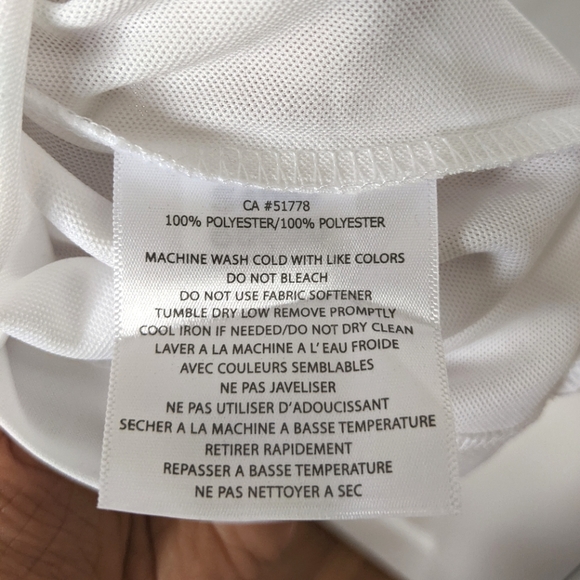 CA #51778
100% POLYESTER/100% POLYESTER
MACHINE WASH COLD WITH LIKE COLORS
DO NOT BLEACH
DO NOT USE FABRIC SOFTENER
TUMBLE DRY LOW REMOVE PROMPTLY
COOL IRON IF NEEDED/DO NOT DRY CLEAN
LAVER A LA MACHINE A L'EAU FROIDE
AVEC COULEURS SEMBLABLES
NE PAS JAVELISER
NE PAS UTILISER D'ADOUCISSANT
SECHER A LA MACHINE A BASSE TEMPERATURE
RETIRER RAPIDEMENT
REPASSER A BASSE TEMPERATURE
NE PAS NETTOYER A SEC